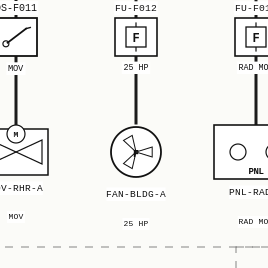 DS-F011 FU-F012 FU-F01
F F
MOV 25 HP RAD MO
M
PNL
V-RHR-A FAN-BLDG-A PNL-RAD
MOV 25 HP RAD MO